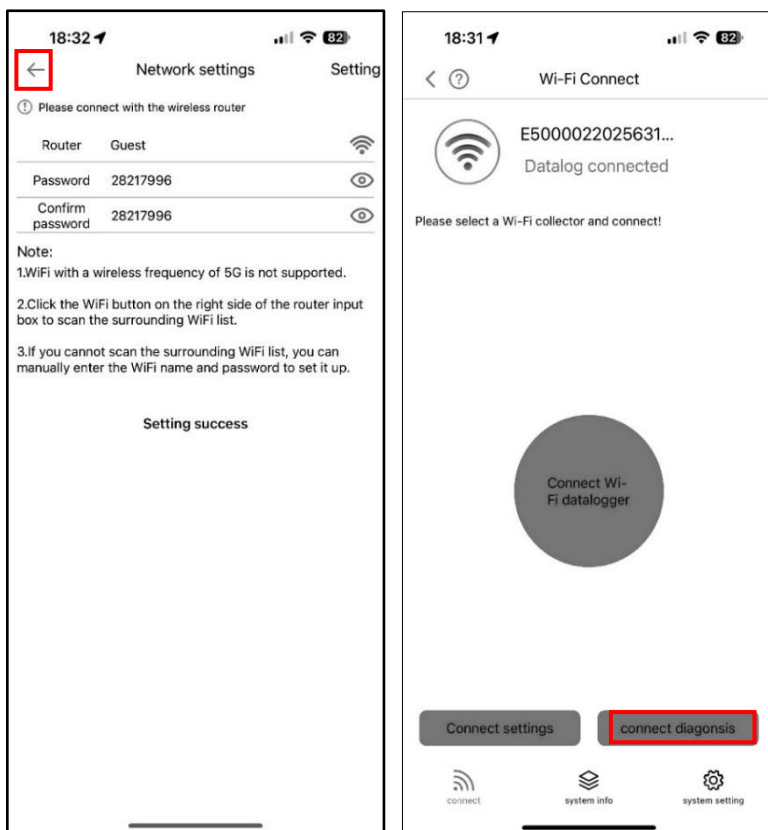 18:32
82
Network settings
Setting
Please connect with the wireless router
Router Guest
Password 28217996
Confirm
password
28217996
Note:
1.WiFi with a wireless frequency of 5G is not supported.
2.Click the WiFi button on the right side of the router input
box to scan the surrounding WiFi list.
3.If you cannot scan the surrounding WiFi list, you can
manually enter the WiFi name and password to set it up.
Setting success
18:31
82
Wi-Fi Connect
E5000022025631...
Datalog connected
Please select a Wi-Fi collector and connect!
Connect Wi-
Fi datalogger
Connect settings
connect diagonsis
connect
system info
system setting